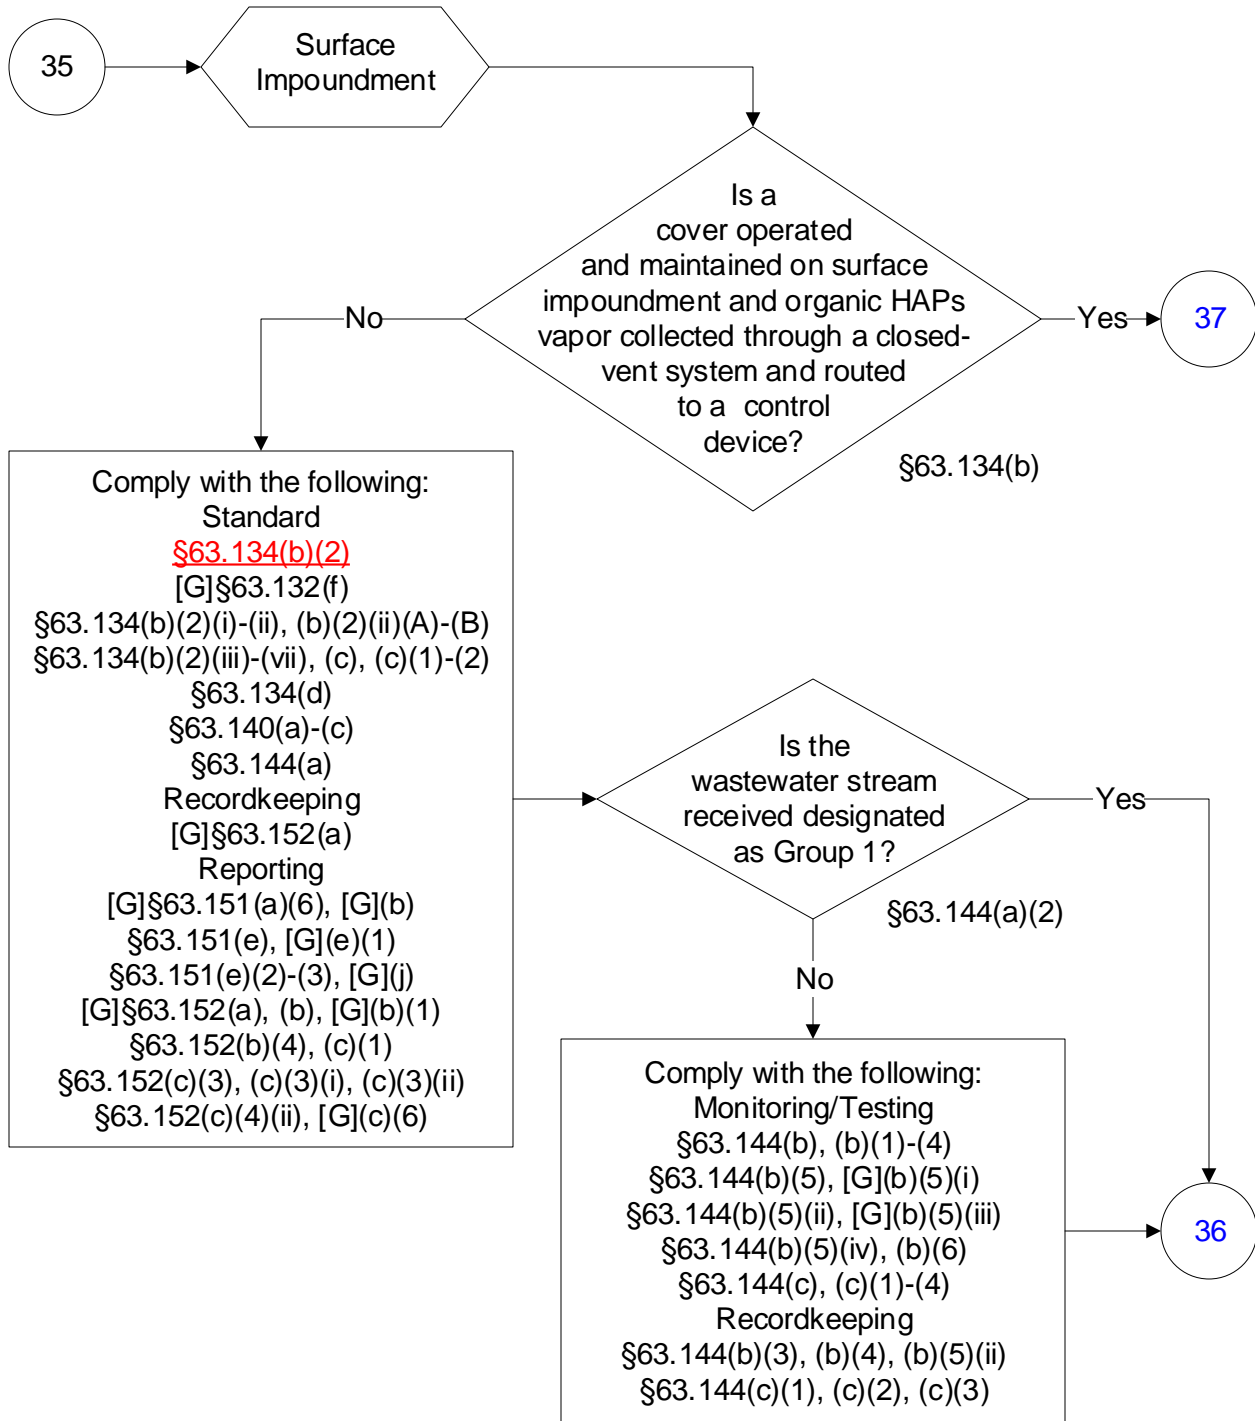 35
Surface
Impoundment
Is a
cover operated
and maintained on surface
impoundment and organic HAPs
vapor collected through a closed-
vent system and routed
to a control
device?
§63.134(b)
Yes
37
No
Comply with the following:
Standard
§63.134(b)(2)
[G]§63.132(f)
§63.134(b)(2)(i)-(ii), (b)(2)(ii)(A)-(B)
§63.134(b)(2)(iii)-(vii), (c), (c)(1)-(2)
§63.134(d)
§63.140(a)-(c)
§63.144(a)
Recordkeeping
[G]§63.152(a)
Reporting
[G]§63.151(a)(6), [G](b)
§63.151(e), [G](e)(1)
§63.151(e)(2)-(3), [G](j)
[G]§63.152(a), (b), [G](b)(1)
§63.152(b)(4), (c)(1)
§63.152(c)(3), (c)(3)(i), (c)(3)(ii)
§63.152(c)(4)(ii), [G](c)(6)
Is the
wastewater stream
received designated
as Group 1?
§63.144(a)(2)
Yes
No
Comply with the following:
Monitoring/Testing
§63.144(b), (b)(1)-(4)
§63.144(b)(5), [G](b)(5)(i)
§63.144(b)(5)(ii), [G](b)(5)(iii)
§63.144(b)(5)(iv), (b)(6)
§63.144(c), (c)(1)-(4)
Recordkeeping
§63.144(b)(3), (b)(4), (b)(5)(ii)
§63.144(c)(1), (c)(2), (c)(3)
36